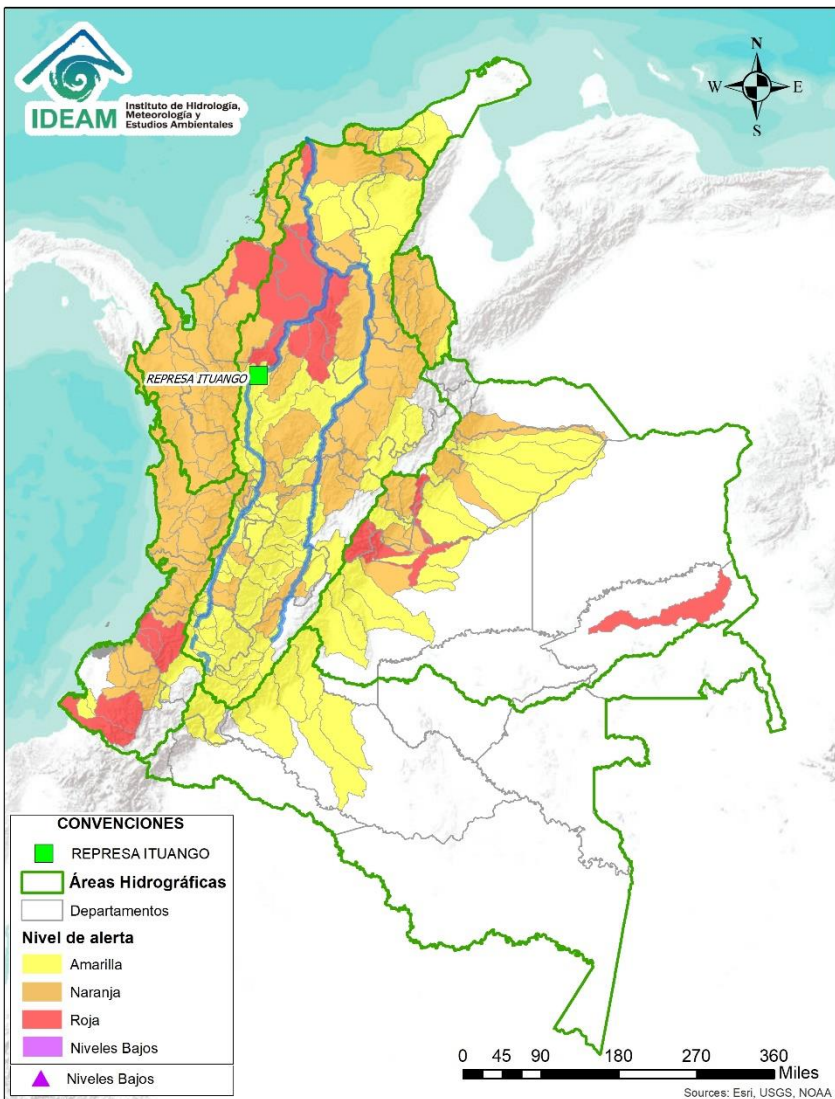 IDEAM
Instituto de Hidrología,
Meteorología y
Estudios Ambientales
N
W
E
S
REPRESA ITUANGO
CONVENCIONES
REPRESA ITUANGO
Áreas Hidrográficas
Departamentos
Nivel de alerta
Amarilla
Naranja
Roja
Niveles Bajos
Niveles Bajos
0 45 90 180 270 360
Miles
Sources: Esri, USGS, NOAA